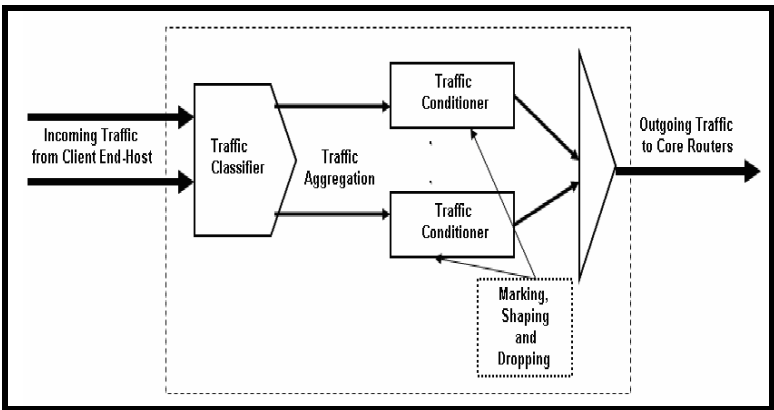 Incoming Traffic
from Client End-Host
Traffic
Classifier
Traffic
Aggregation
Traffic
Conditioner
Traffic
Conditioner
Marking,
Shaping
and
Dropping
Outgoing Traffic
to Core Routers